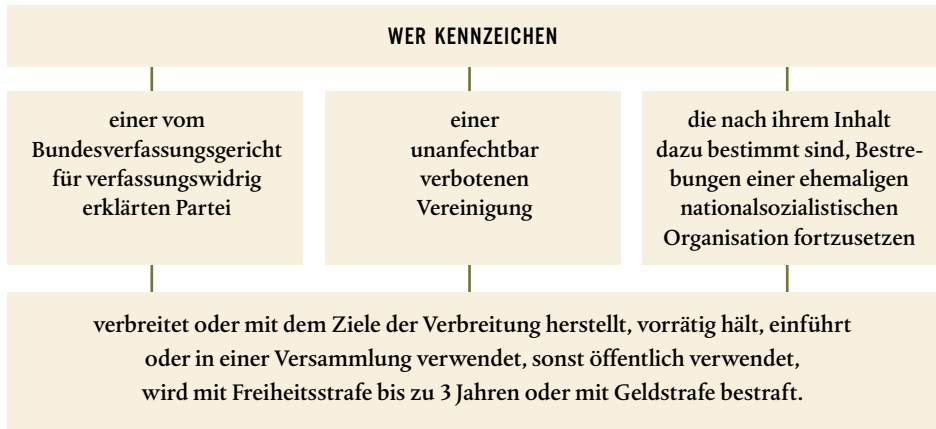 WER KENNZEICHEN
einer vom
Bundesverfassungsgericht
für verfassungswidrig
erklärten Partei
einer
unanfechtbar
verbotenen
Vereinigung
die nach ihrem Inhalt
dazu bestimmt sind, Bestre-
bungen einer ehemaligen
nationalsozialistischen
Organisation fortzusetzen
verbreitet oder mit dem Ziele der Verbreitung herstellt, vorrätig hält, einführt
oder in einer Versammlung verwendet, sonst öffentlich verwendet,
wird mit Freiheitsstrafe bis zu 3 Jahren oder mit Geldstrafe bestraft.